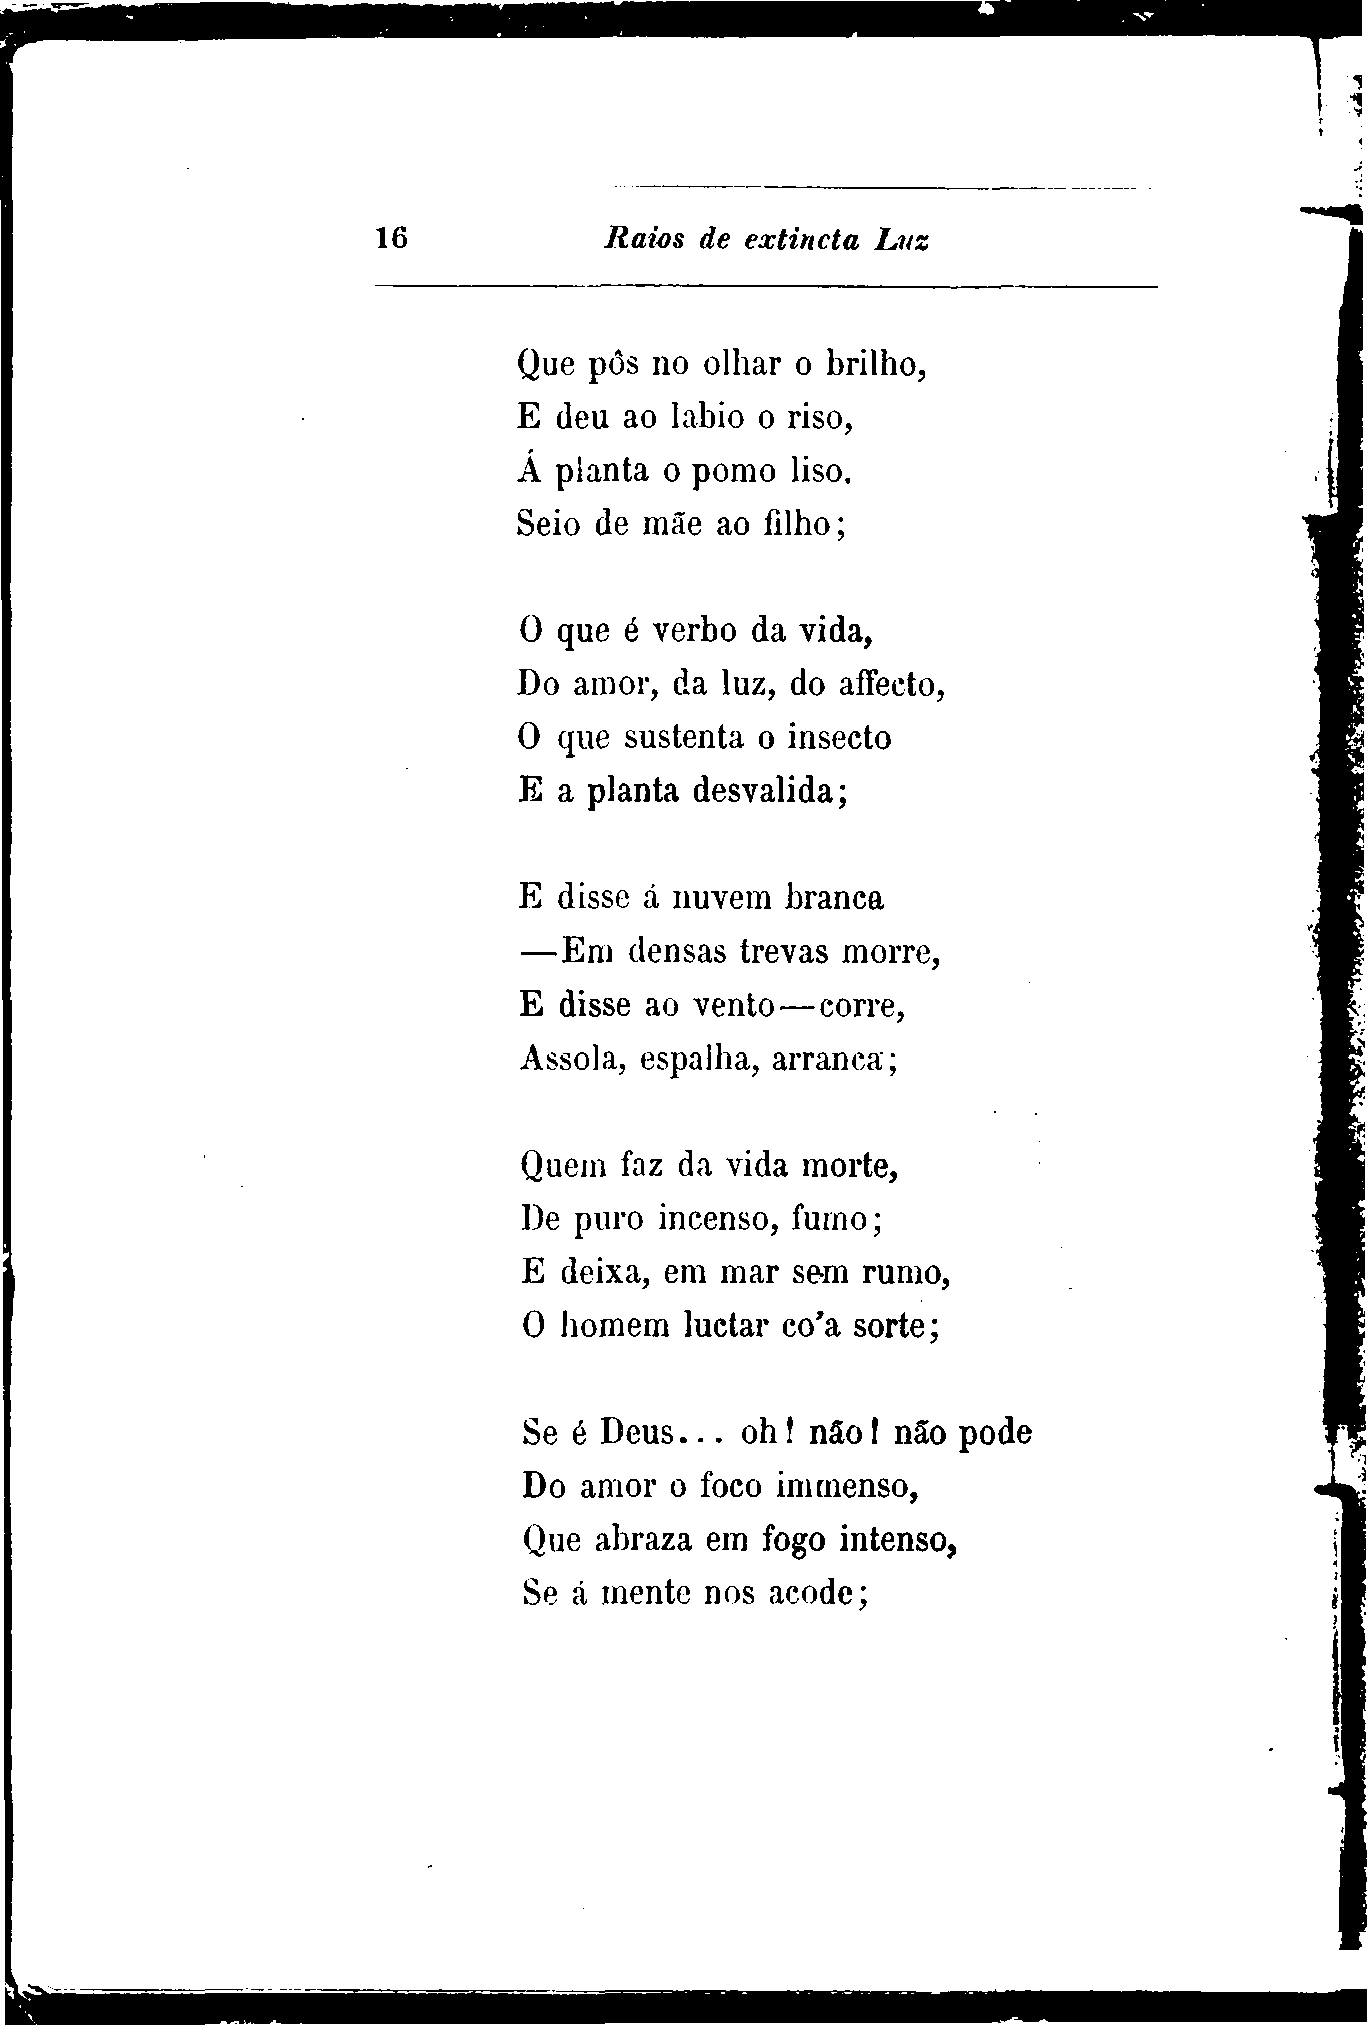 16 Raios de extincta Luz
Que pôs no olhar o brilho,
E deu ao labio o riso,
Á planta o pomo liso.
Seio de mãe ao filho;
O que é verbo da vida,
Do amor, da luz, do affecto,
O que sustenta o insecto
E a planta desvalida;
E disse á nuvem branca
—Em densas trevas morre,
E disse ao vento—corre,
Assola, espalha, arranca;
Quem faz da vida morte,
De puro incenso, fumo;
E deixa, em mar sem rumo,
O homem luctar co'a sorte;
Se é Deus... oh! não! não pode
Do amor o foco immenso,
Que abraza em fogo intenso,
Se á mente nos acode;